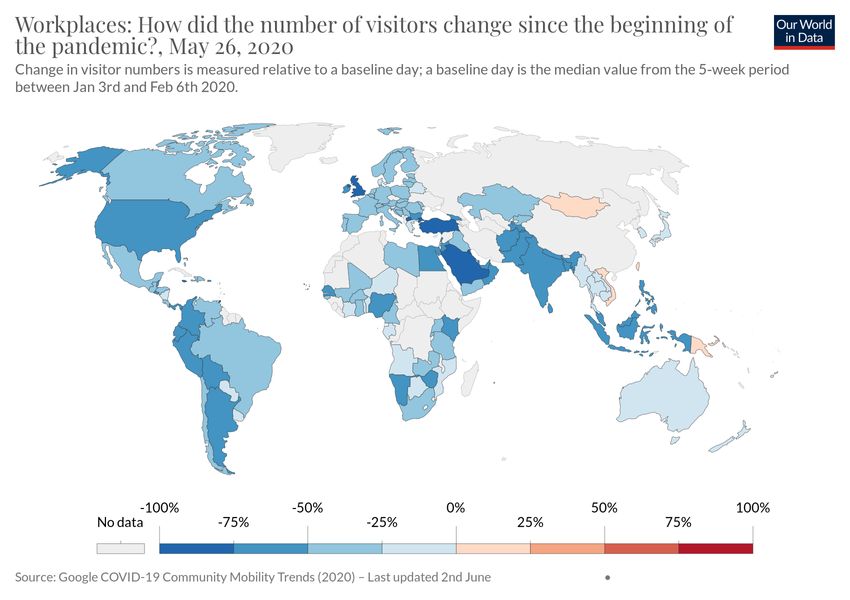 Workplaces: How did the number of visitors change since the beginning of
the pandemic?, May 26, 2020
Our World
in Data
Change in visitor numbers is measured relative to a baseline day; a baseline day is the median value from the 5-week period
between Jan 3rd and Feb 6th 2020.
-100% -50% 0% 50% 100%
No data -75% -25% 25% 75%
Source: Google COVID-19 Community Mobility Trends (2020) – Last updated 2nd June